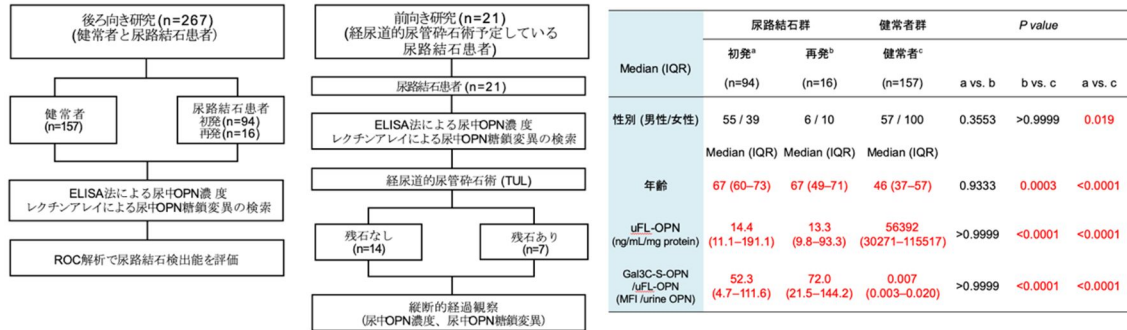 後ろ向き研究(n=267)
(健常者と尿路結石患者)
健常者
(n=157)
尿路結石患者
初発(n=94)
再発(n=16)
ELISA法による尿中OPN濃度
レクチンアレイによる尿中OPN糖鎖変異の検索
ROC解析で尿路結石検出能を評価
前向き研究(n=21)
(経尿道的尿管砕石術予定している
尿路結石患者)
尿路結石患者(n=21)
ELISA法による尿中OPN濃度
レクチンアレイによる尿中OPN糖鎖変異の検索
経尿道的尿管砕石術 (TUL)
残石なし
(n=14)
残石あり
(n=7)
縦断的経過観察
(尿中OPN濃度、尿中OPN糖鎖変異)
尿路結石群 健常者群 P value
Median (IQR) 初発a 再発b 健常者c
(n=94) (n=16) (n=157) a vs. b b vs. c a vs. c
性別 (男性/女性) 55 / 39 6 / 10 57 / 100 0.3553 >0.9999 0.019
Median (IQR) Median (IQR) Median (IQR)
年齢 67 (60–73) 67 (49–71) 46 (37–57) 0.9333 0.0003 <0.0001
uFL-OPN
(ng/mL/mg protein)
14.4
(11.1–191.1)
13.3
(9.8–93.3)
56392
(30271–115517)
>0.9999 <0.0001 <0.0001
Gal3C-S-OPN
/uFL-OPN
(MFI /urine OPN)
52.3
(4.7–111.6)
72.0
(21.5–144.2)
0.007
(0.003–0.020)
>0.9999 <0.0001 <0.0001